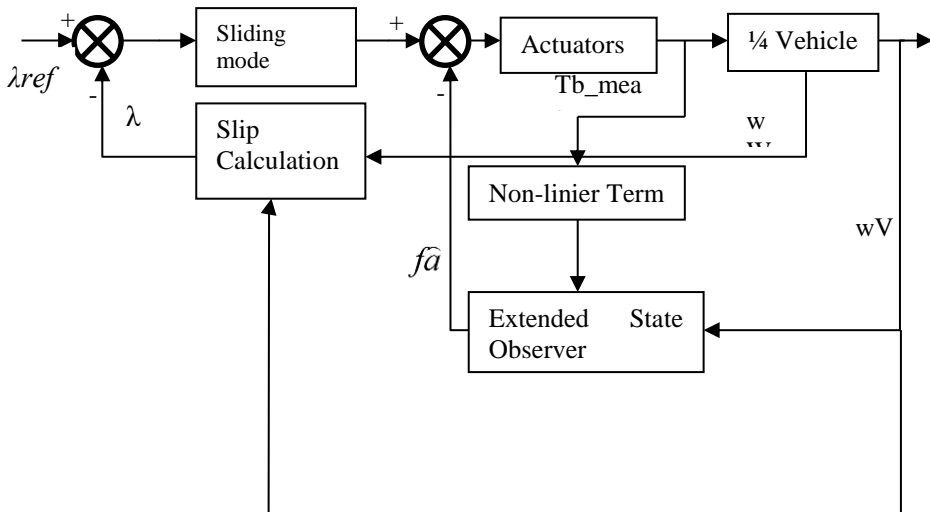 +
λref
-
Sliding
mode
+
-
Actuators
Tb_mea
¼ Vehicle
λ
Slip
Calculation
w
Non-linier Term
wV
fâ
Extended State
Observer